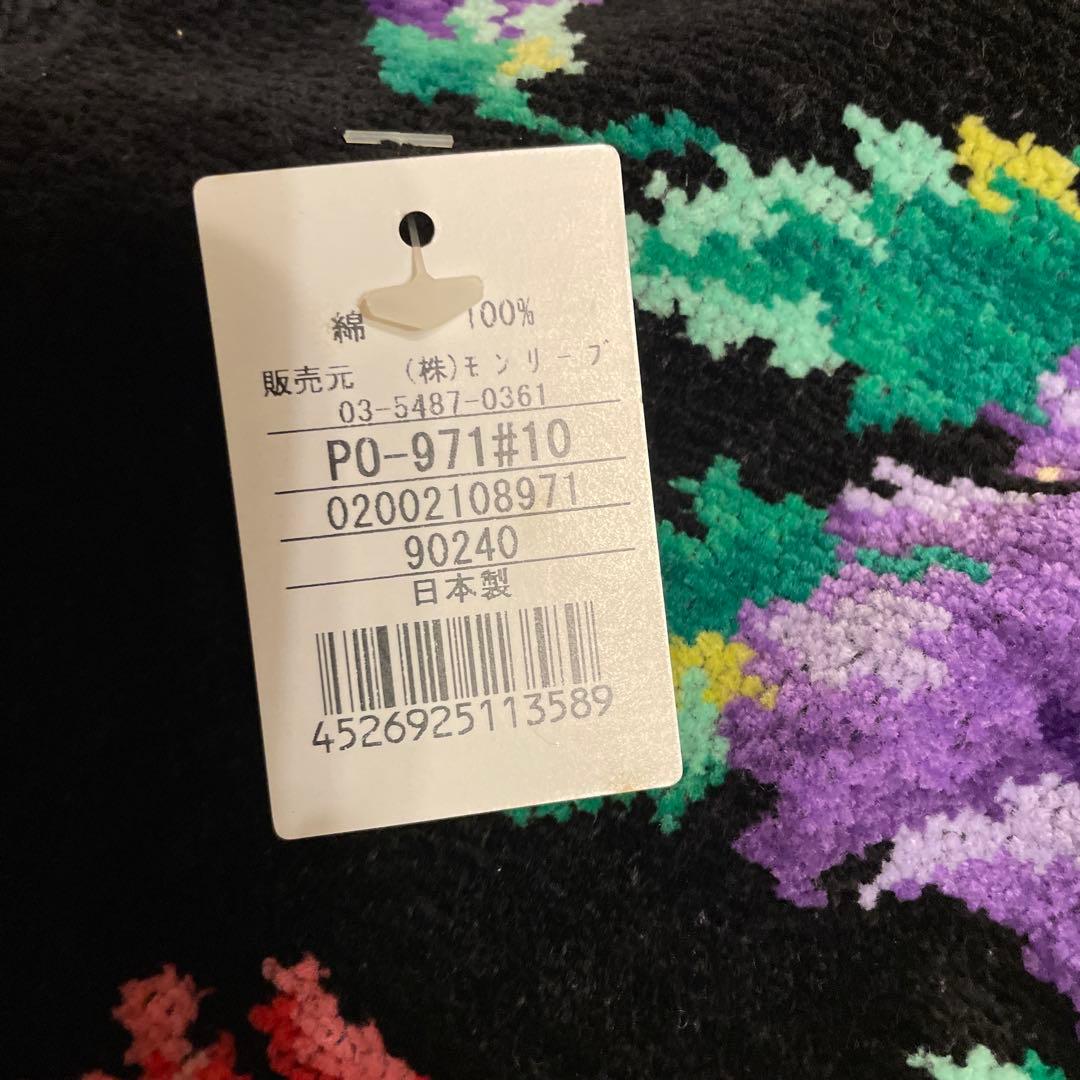 綿 100%
販売元 (株)モンリーブ
03-5487-0361
PO-971#10
02002108971
90240
日本製
4526925113589